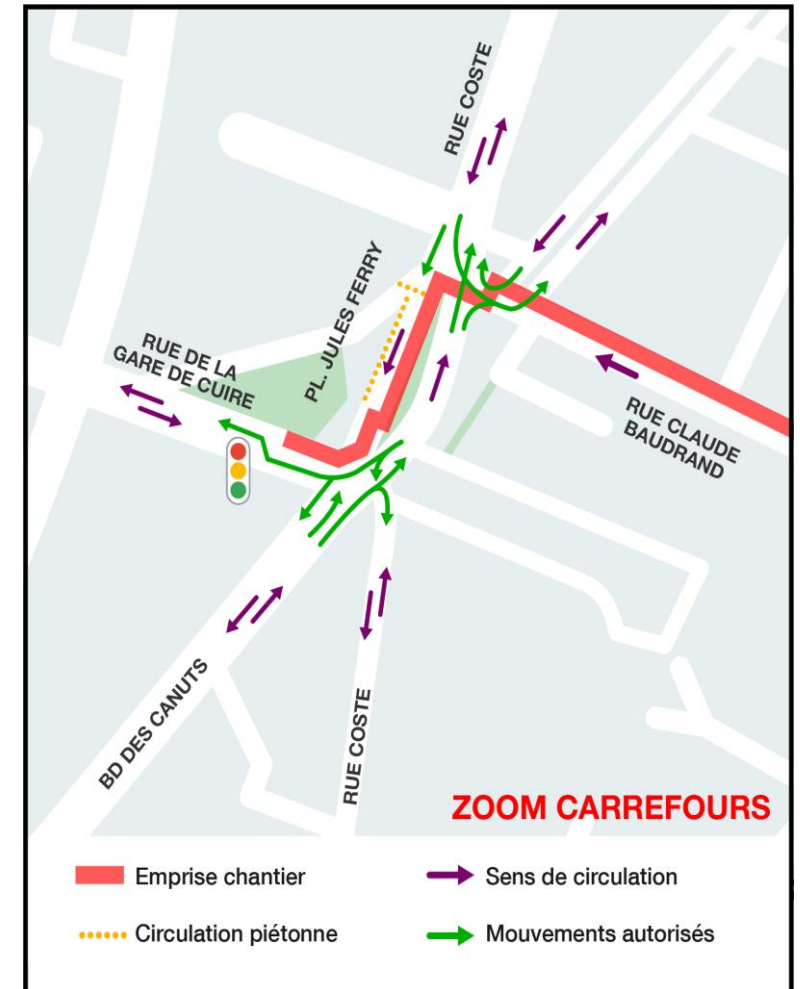 RUE COSTE
PL. JULES FERRY
RUE DE LA
GARE DE CUIRE
RUE CLAUDE
BAUDRAND
BD DES CANUTS
RUE COSTE
ZOOM CARREFOURS
Emprise chantier
Sens de circulation
Circulation piétonne
Mouvements autorisés